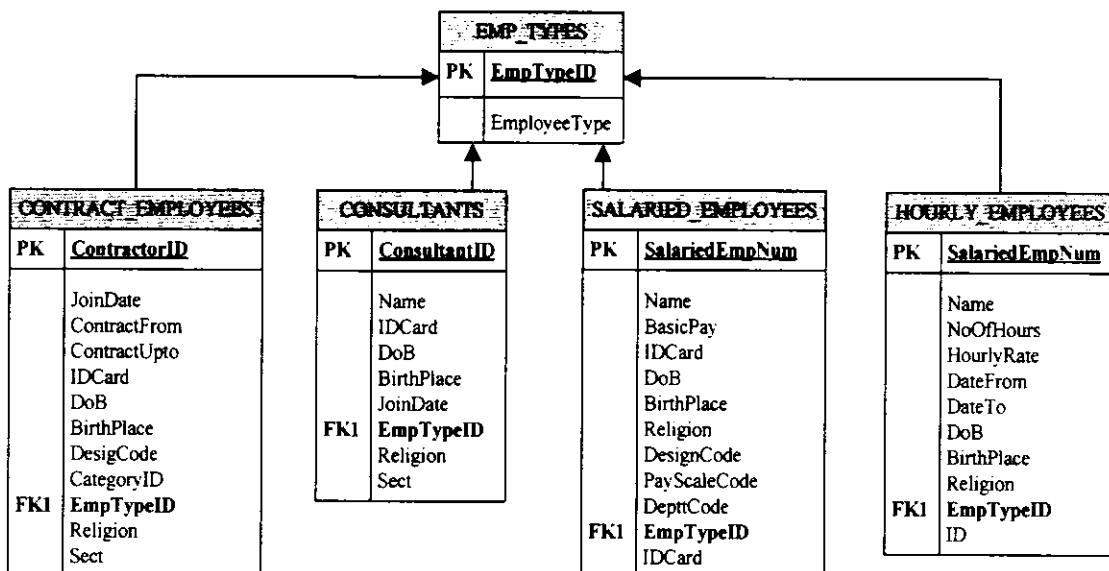 EMP_TYPES
PK EmpTypeID
EmployeeType
CONTRACT_EMPLOYEES
PK ContractorID
JoinDate
ContractFrom
ContractUpto
IDCard
DoB
BirthPlace
DesigCode
CategoryID
FK1 EmpTypeID
Religion
Sect
CONSULTANTS
PK ConsultantID
Name
IDCard
DoB
BirthPlace
JoinDate
FK1 EmpTypeID
Religion
Sect
SALARIED_EMPLOYEES
PK SalariedEmpNum
Name
BasicPay
IDCard
DoB
BirthPlace
Religion
DesignCode
PayScaleCode
DepttCode
FK1 EmpTypeID
IDCard
HOURLY_EMPLOYEES
PK SalariedEmpNum
Name
NoOfHours
HourlyRate
DateFrom
DateTo
DoB
BirthPlace
Religion
FK1 EmpTypeID
ID